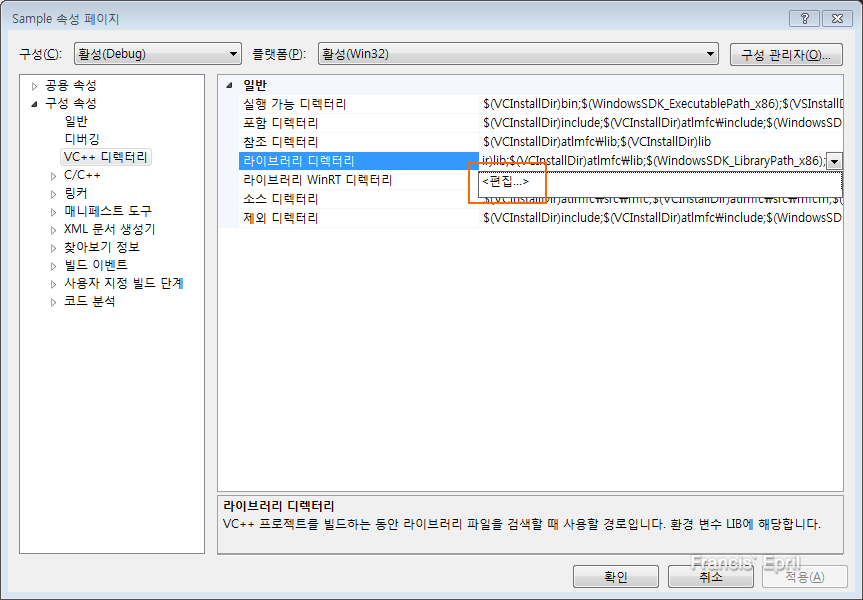 Sample 속성 페이지
구성(C): 활성(Debug) 플랫폼(P): 활성(Win32) 구성 관리자(O)...
공용 속성
구성 속성
일반
디버깅
VC++ 디렉터리
C/C++
링커
매니페스트 도구
XML 문서 생성기
찾아보기 정보
빌드 이벤트
사용자 지정 빌드 단계
코드 분석
일반
실행 가능 디렉터리 $(VCInstallDir)bin;$(WindowsSDK_ExecutablePath_x86);$(VSInstallD
포함 디렉터리 $(VCInstallDir)include;$(VCInstallDir)atlmfc₩include;$(WindowsSD
참조 디렉터리 $(VCInstallDir)atlmfc₩lib;$(VCInstallDir)lib
라이브러리 디렉터리 ir)lib;$(VCInstallDir)atlmfc₩lib;$(WindowsSDK_LibraryPath_x86);
라이브러리 WinRT 디렉터리 <편집...>
소스 디렉터리 $(VCInstallDir)atlmfc₩src₩mfc;$(VCInstallDir)atlmfc₩src₩mfcm;$(
제외 디렉터리 $(VCInstallDir)include;$(VCInstallDir)atlmfc₩include;$(WindowsSD
라이브러리 디렉터리
VC++ 프로젝트를 빌드하는 동안 라이브러리 파일을 검색할 때 사용할 경로입니다. 환경 변수 LIB에 해당합니다.
Francis' Epril
확인 취소 적용(A)